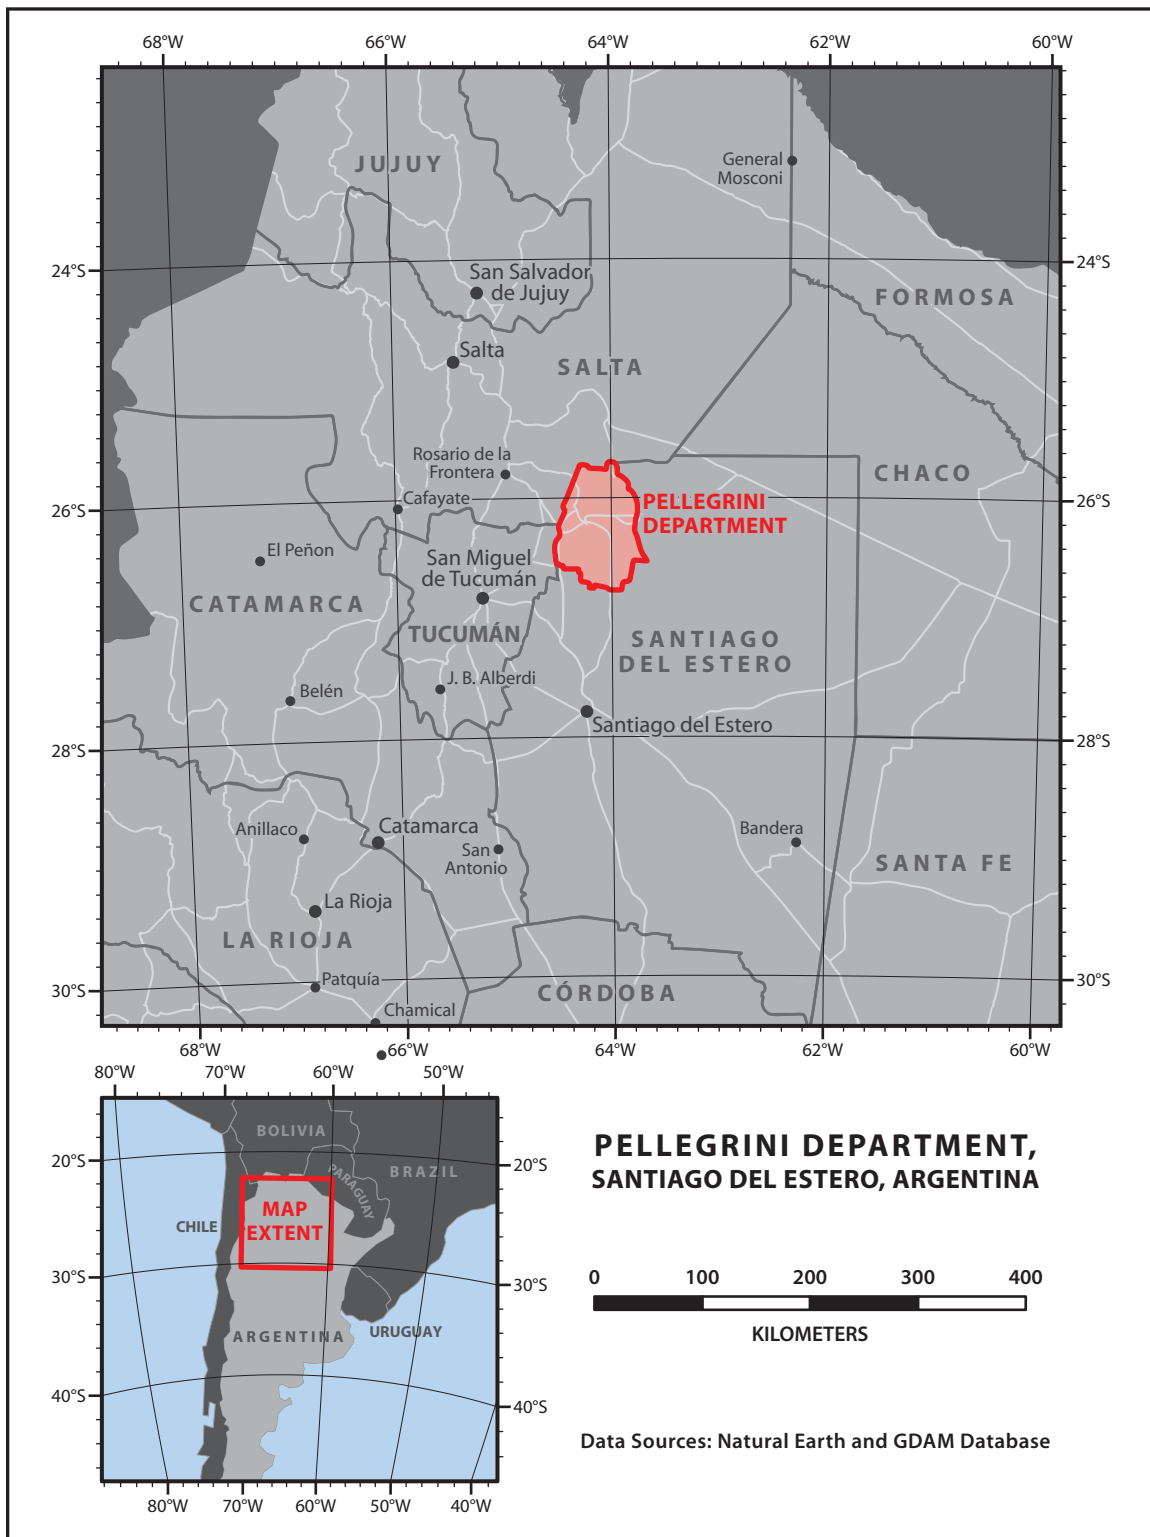 68°W
66°W
64°W
62°W
60°W
JUJUY
General
Mosconi
24°S
24°S
San Salvador
de Jujuy
FORMOSA
Salta
SALTA
Rosario de la
Frontera
CHACO
Cafayate
PELLEGRINI
DEPARTMENT
26°S
26°S
El Peñon
San Miguel
de Tucumán
CATAMARCA
TUCUMÁN
SANTIAGO
DEL ESTERO
Belén
J. B. Alberdi
Santiago del Estero
28°S
28°S
Anillaco
Catamarca
San
Antonio
Bandera
SANTA FE
La Rioja
LA RIOJA
Patquía
CÓRDOBA
30°S
30°S
Chamical
68°W
66°W
64°W
62°W
60°W
80°W
70°W
60°W
50°W
BOLIVIA
BRAZIL
PARAGUAY
20°S
20°S
MAP
EXTENT
CHILE
30°S
30°S
ARGENTINA
URUGUAY
40°S
40°S
80°W
70°W
60°W
50°W
40°W
PELLEGRINI DEPARTMENT,
SANTIAGO DEL ESTERO, ARGENTINA
0
100
200
300
400
KILOMETERS
Data Sources: Natural Earth and GDAM Database